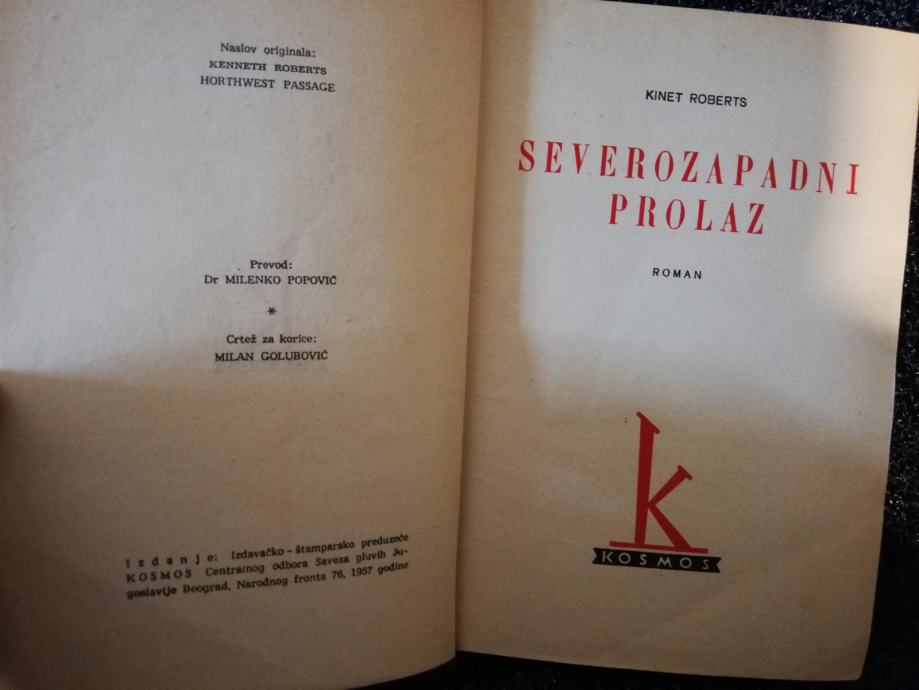 Naslov originala:
KENNETH ROBERTS
HORTHWEST PASSAGE
Prevod:
Dr MILENKO POPOVIĆ
*
Crtež za korice:
MILAN GOLUBOVIĆ
Izdanje: Izdavačko-štamparsko preduzeće
KOSMOS Centralnog odbora Saveza gluvih Ju-
goslavije Beograd, Narodnog fronta 76, 1957 godine
KINET ROBERTS
SEVEROZAPADNI
PROLAZ
ROMAN
k
KOSMOS